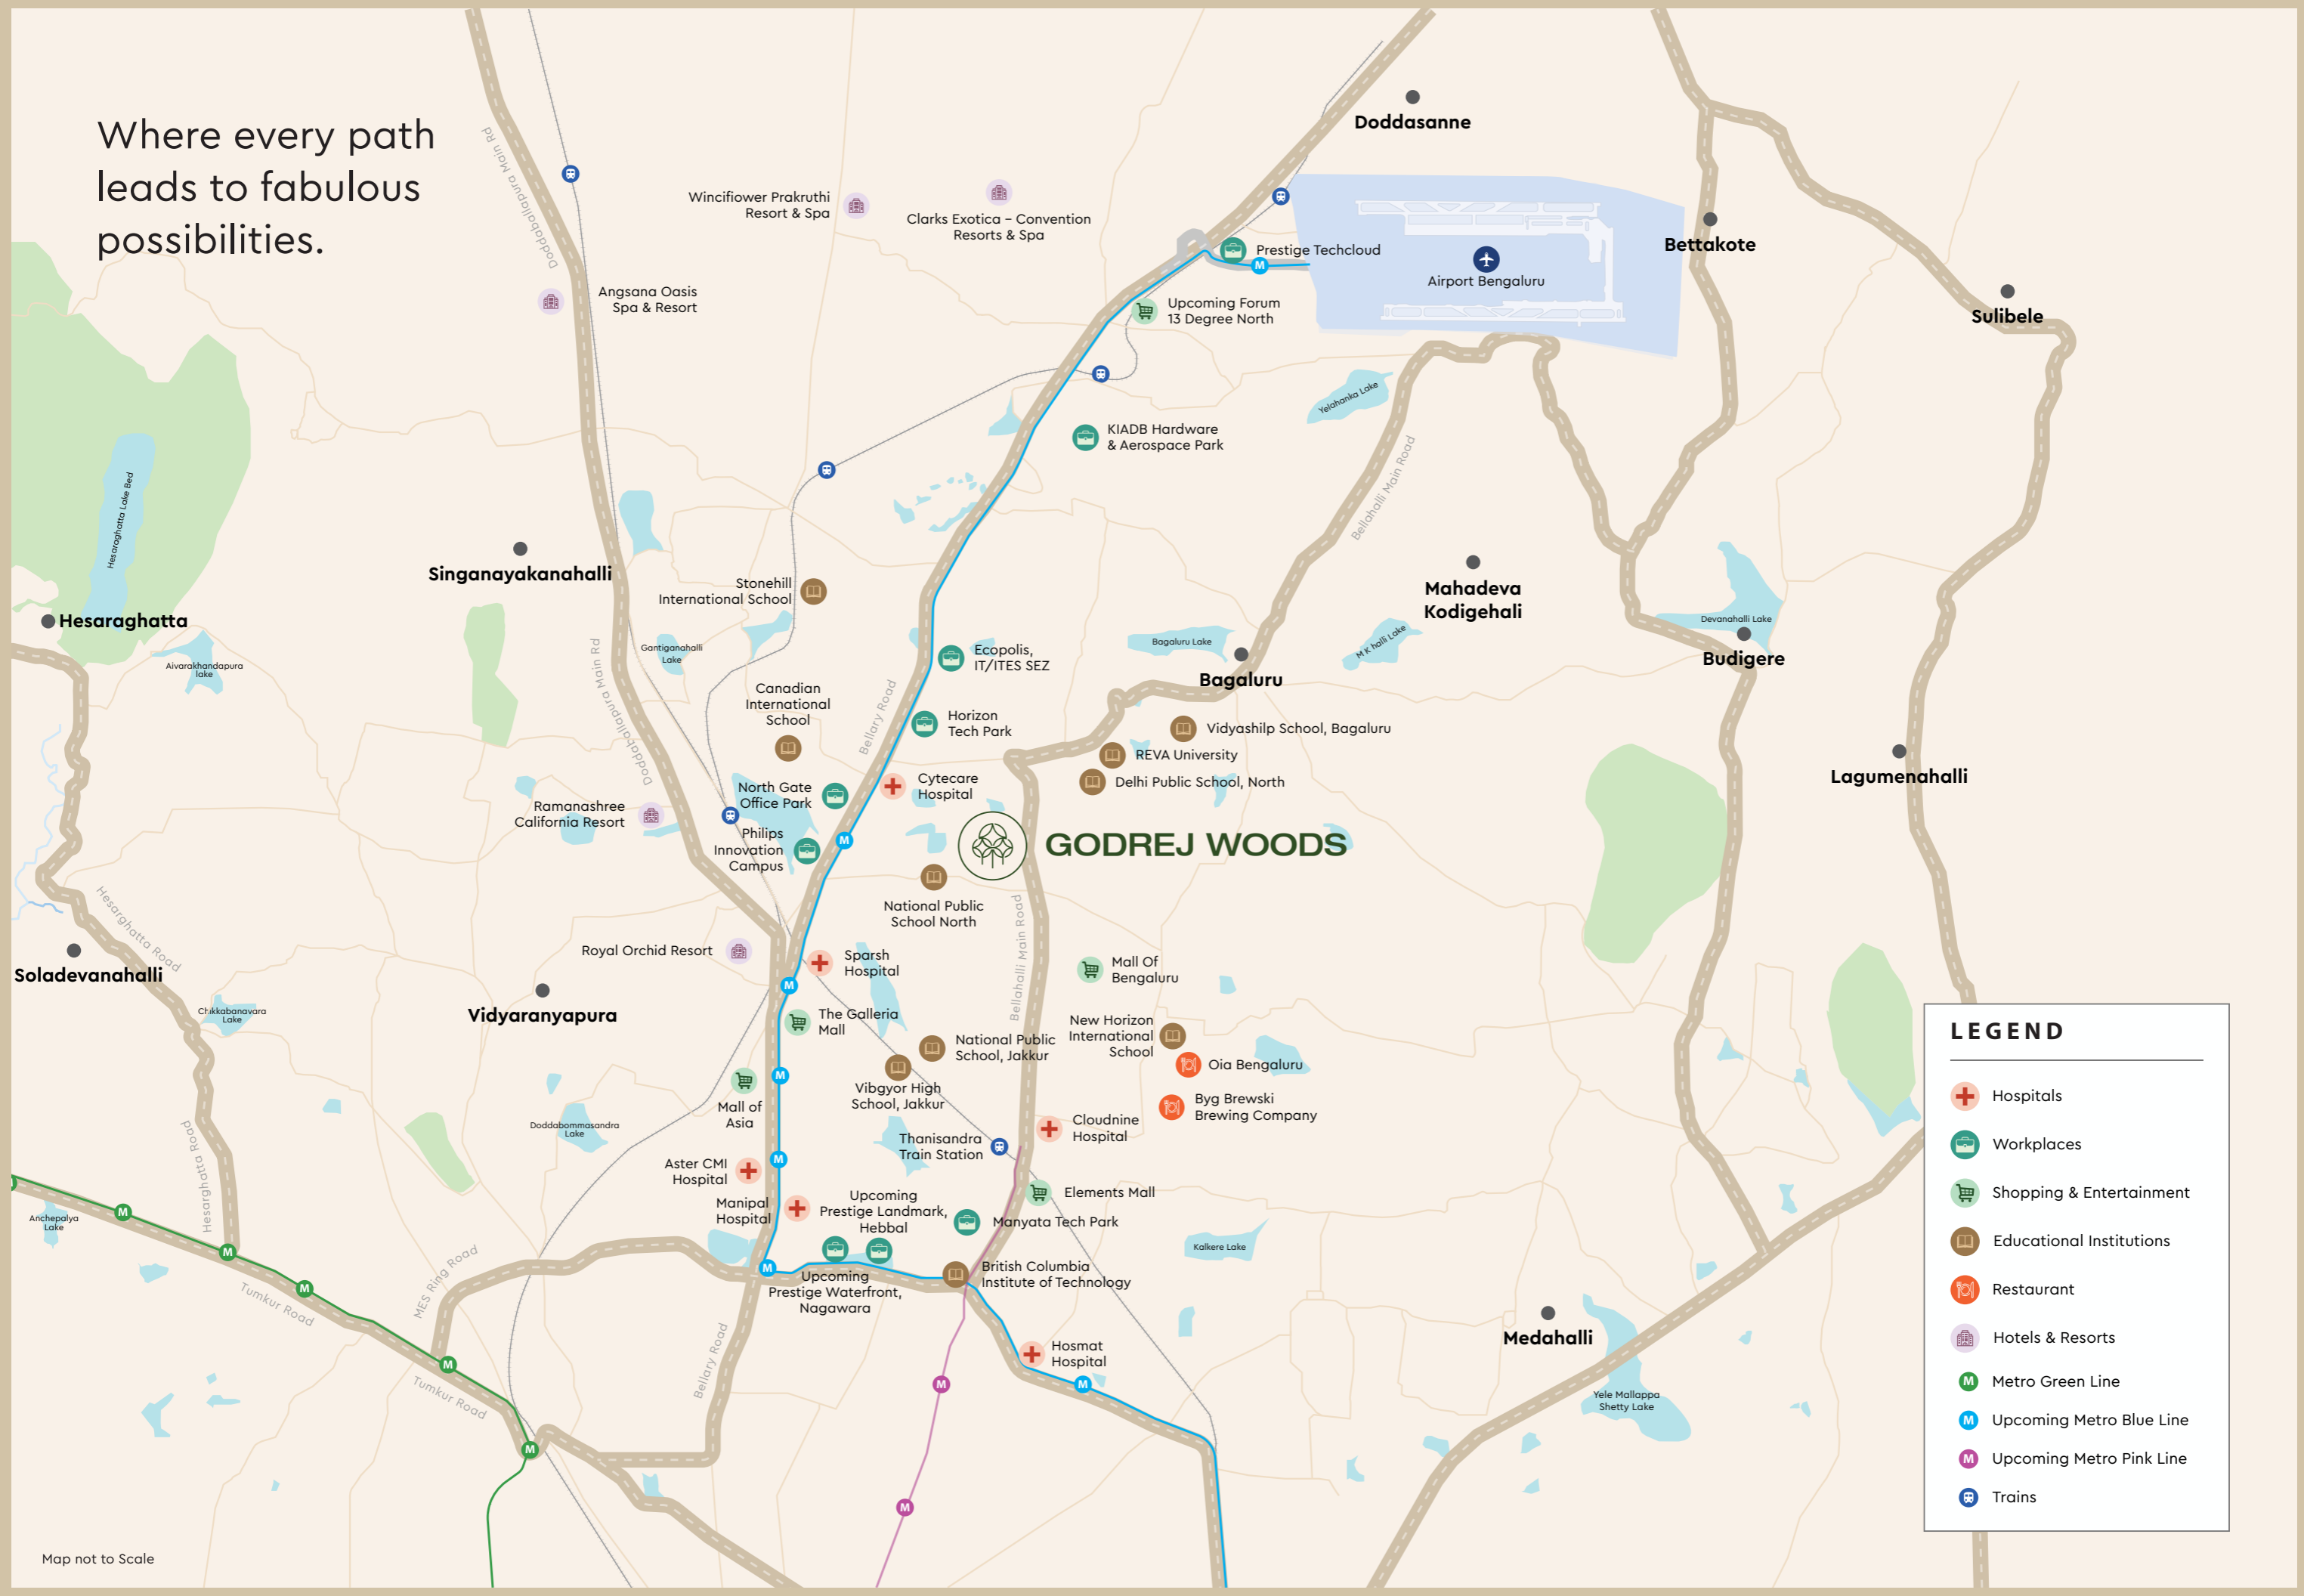 Where every path
leads to fabulous
possibilities.
Doddasanne
Doddaballapura Main Rd
Wincifiower Prakruthi
Resort & Spa
Clarks Exotica – Convention
Resorts & Spa
Prestige Techcloud
Bettakote
Airport Bengaluru
Angsana Oasis
Spa & Resort
Upcoming Forum
13 Degree North
Sulibele
Yelahanka Lake
KIADB Hardware
& Aerospace Park
Bellahalli Main Road
Hesaraghatta Lake Bed
Singanayakanahalli
Stonehill
International School
Mahadeva
Kodigehali
Hesaraghatta
Devanahalli Lake
Budigere
Aivarakhandapura
lake
Gantiganahalli
Lake
Ecopolis,
IT/ITES SEZ
Bagaluru Lake
M K halli Lake
Bagaluru
Doddaballapura Main Rd
Canadian
International
School
Bellary Road
Horizon
Tech Park
Vidyashilp School, Bagaluru
REVA University
Delhi Public School, North
Lagumenahalli
North Gate
Office Park
Cytecare
Hospital
Ramanashree
California Resort
Philips
Innovation
Campus
GODREJ WOODS
National Public
School North
Hesarghatta Road
Bellahalli Main Road
Royal Orchid Resort
Sparsh
Hospital
Mall Of
Bengaluru
Soladevanahalli
Chikkabanavara
Lake
Vidyaranyapura
The Galleria
Mall
National Public
School, Jakkur
New Horizon
International
School
Oia Bengaluru
Vibgyor High
School, Jakkur
Mall of
Asia
Byg Brewski
Brewing Company
Doddabommasandra
Lake
Cloudnine
Hospital
Thanisandra
Train Station
Hesarghatta Road
Aster CMI
Hospital
Elements Mall
Manipal
Hospital
Upcoming
Prestige Landmark,
Hebbal
Manyata Tech Park
Anchepalya
Lake
Kalkere Lake
MES Ring Road
British Columbia
Institute of Technology
Upcoming
Prestige Waterfront,
Nagawara
Tumkur Road
Bellary Road
Hosmat
Hospital
Medahalli
Tumkur Road
Yele Mallappa
Shetty Lake
LEGEND
Hospitals
Workplaces
Shopping & Entertainment
Educational Institutions
Restaurant
Hotels & Resorts
M Metro Green Line
M Upcoming Metro Blue Line
M Upcoming Metro Pink Line
Trains
Map not to Scale